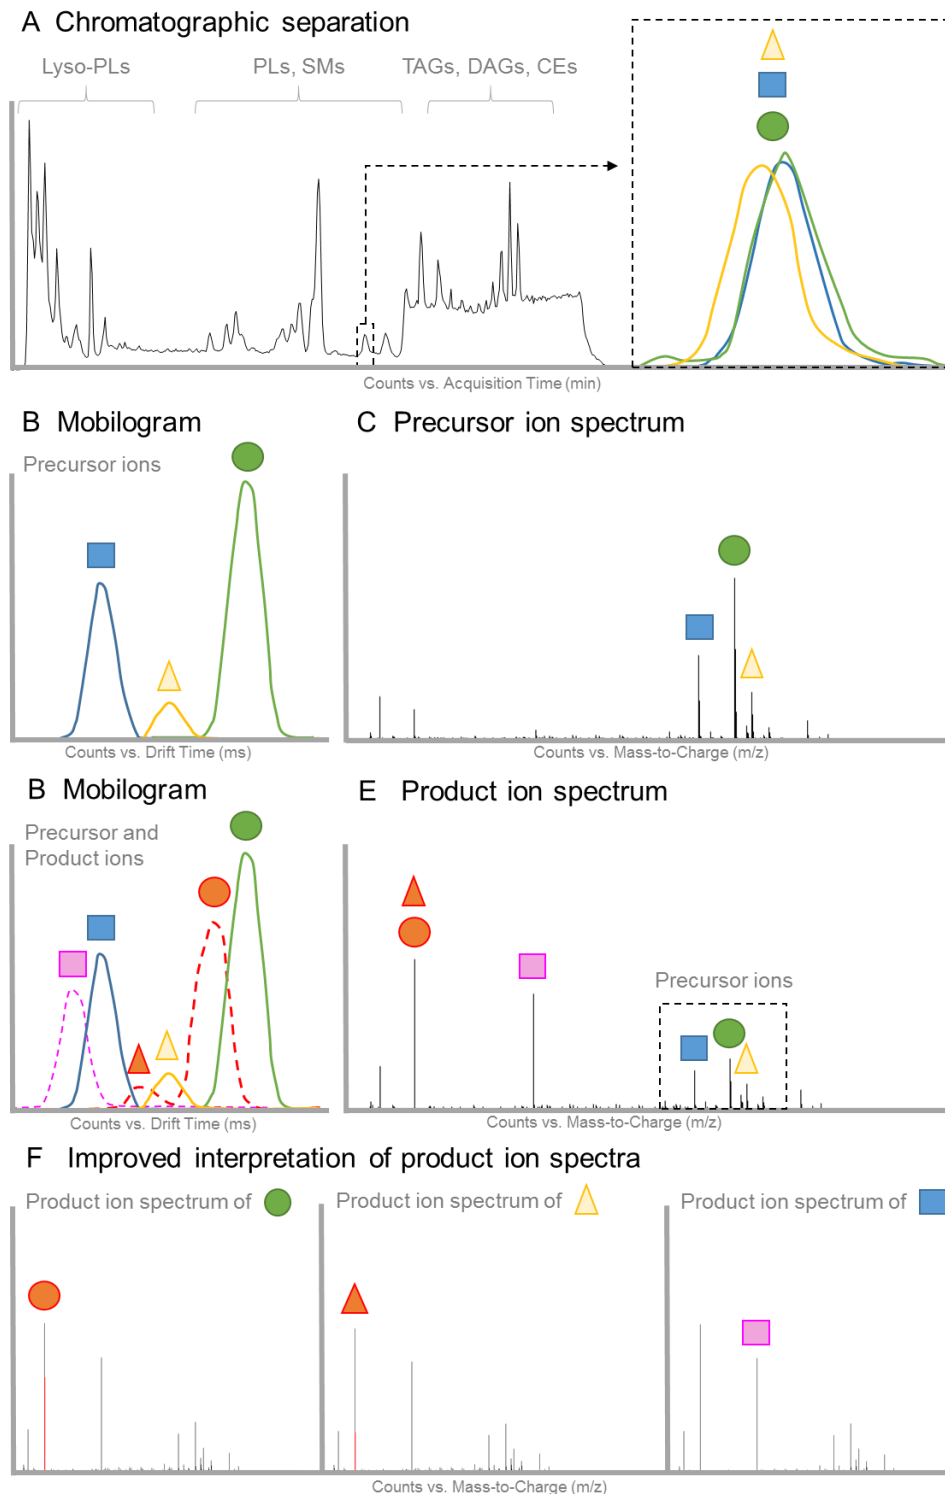 A Chromatographic separation
Lyso-PLs
PLs, SMs
TAGs, DAGs, CEs
Counts vs. Acquisition Time (min)
B Mobilogram
Precursor ions
Counts vs. Drift Time (ms)
C Precursor ion spectrum
Counts vs. Mass-to-Charge (m/z)
B Mobilogram
Precursor and
Product ions
Counts vs. Drift Time (ms)
E Product ion spectrum
Precursor ions
Counts vs. Mass-to-Charge (m/z)
F Improved interpretation of product ion spectra
Product ion spectrum of
Product ion spectrum of
Product ion spectrum of
Counts vs. Mass-to-Charge (m/z)